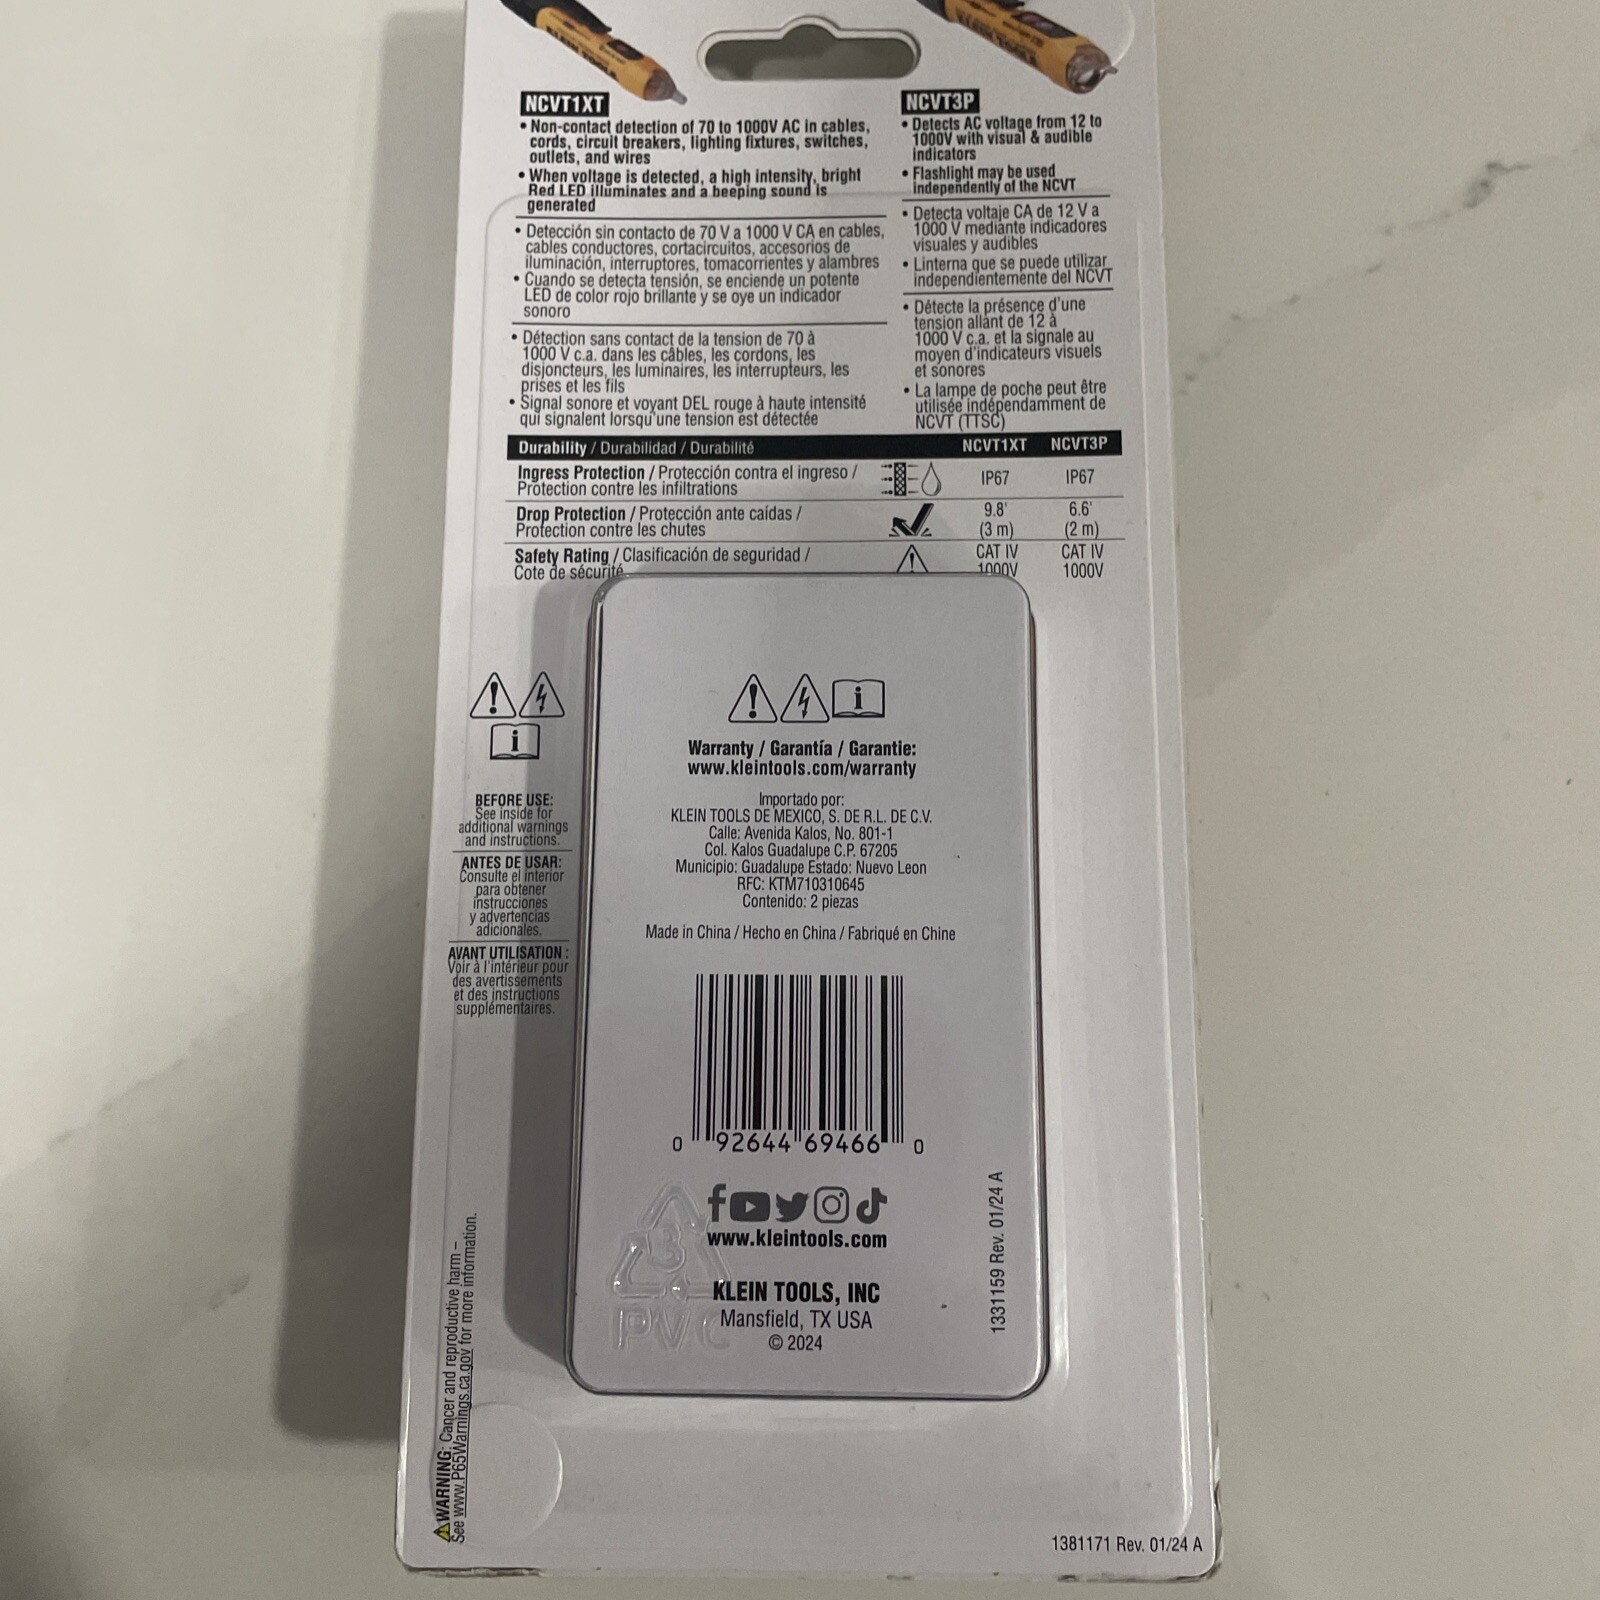 KLEIN TOOLS
KLEIN TOOLS
NCVT1XT
• Non-contact detection of 70 to 1000V AC in cables,
cords, circuit breakers, lighting fixtures, switches,
outlets, and wires
• When voltage is detected, a high intensity, bright
Red LED illuminates and a beeping sound is
generated
• Detección sin contacto de 70 V a 1000 V CA en cables,
cables conductores, cortacircuitos, accesorios de
iluminación, interruptores, tomacorrientes y alambres
• Cuando se detecta tensión, se enciende un potente
LED de color rojo brillante y se oye un indicador
sonoro
• Détection sans contact de la tension de 70 à
1000 V c.a. dans les câbles, les cordons, les
disjoncteurs, les luminaires, les interrupteurs, les
prises et les fils
• Signal sonore et voyant DEL rouge à haute intensité
qui signalent lorsqu'une tension est détectée
NCVT3P
• Detects AC voltage from 12 to
1000V with visual & audible
indicators
• Flashlight may be used
independently of the NCVT
• Detecta voltaje CA de 12 V a
1000 V mediante indicadores
visuales y audibles
• Linterna que se puede utilizar
independientemente del NCVT
• Détecte la présence d'une
tension allant de 12 à
1000 V c.a. et la signale au
moyen d'indicateurs visuels
et sonores
• La lampe de poche peut être
utilisée indépendamment de
NCVT (TTSC)
Durability / Durabilidad / Durabilité NCVT1XT NCVT3P
Ingress Protection / Protección contra el ingreso /
Protection contre les infiltrations
IP67 IP67
Drop Protection / Protección ante caídas /
Protection contre les chutes
9.8' 6.6'
(3 m) (2 m)
Safety Rating / Clasificación de seguridad /
Cote de sécurité
CAT IV CAT IV
1000V 1000V
BEFORE USE:
See inside for
additional warnings
and instructions.
ANTES DE USAR:
Consulte el interior
para obtener
instrucciones
y advertencias
adicionales.
AVANT UTILISATION :
Voir à l'intérieur pour
des avertissements
et des instructions
supplémentaires.
Warranty / Garantía / Garantie:
www.kleintools.com/warranty
Importado por:
KLEIN TOOLS DE MEXICO, S. DE R.L. DE C.V.
Calle: Avenida Kalos, No. 801-1
Col. Kalos Guadalupe C.P. 67205
Municipio: Guadalupe Estado: Nuevo Leon
RFC: KTM710310645
Contenido: 2 piezas
Made in China / Hecho en China / Fabriqué en Chine
0 92644 69466 0
www.kleintools.com
3
PVC
KLEIN TOOLS, INC
Mansfield, TX USA
© 2024
1331159 Rev. 01/24 A
WARNING: Cancer and reproductive harm –
See www.P65Warnings.ca.gov for more information.
1381171 Rev. 01/24 A